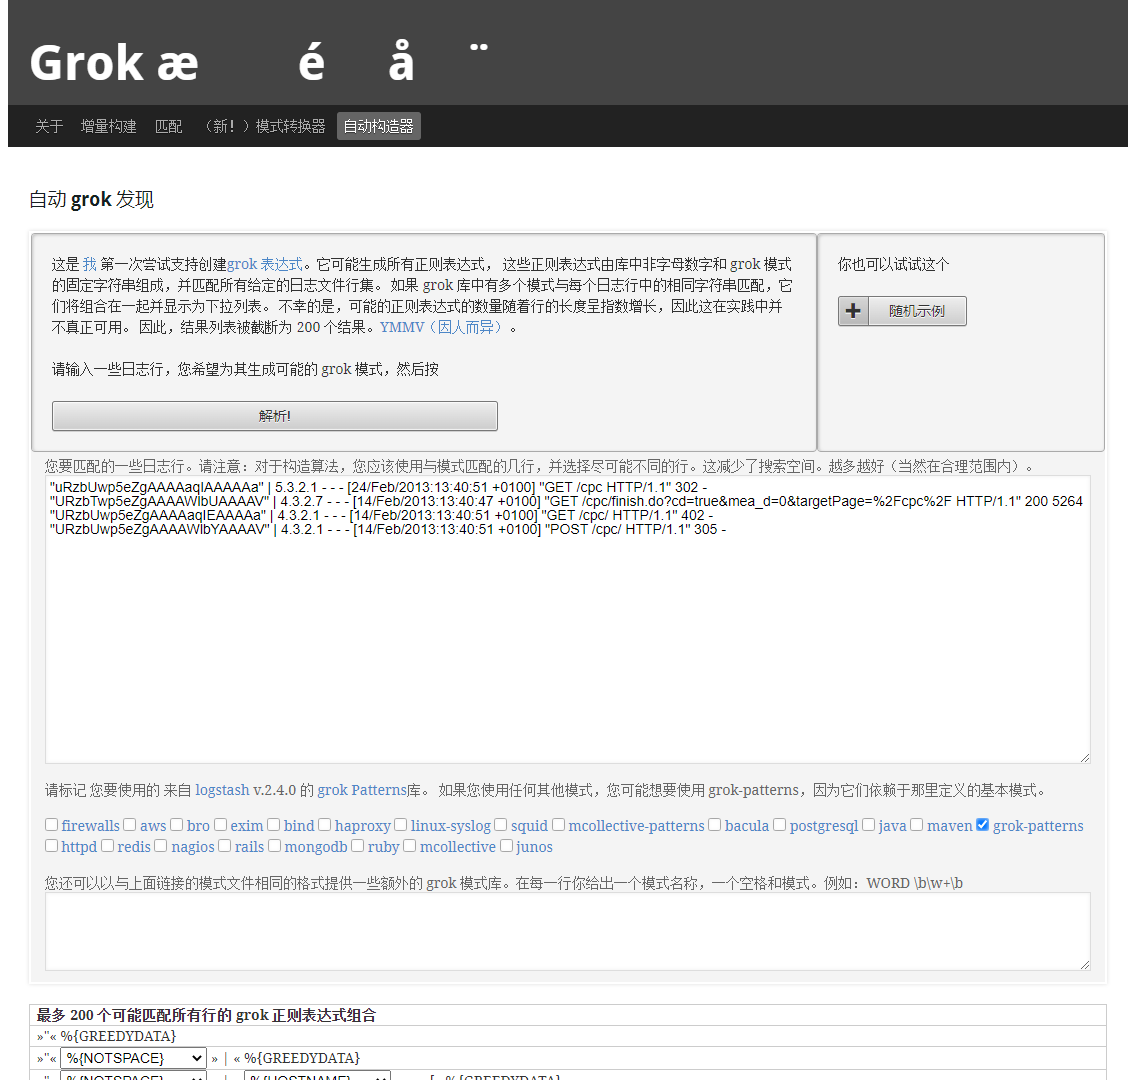 Grok æ é å ¨
关于 增量构建 匹配 （新！）模式转换器 自动构造器
自动 grok 发现
这是 我 第一次尝试支持创建grok 表达式。它可能生成所有正则表达式， 这些正则表达式由库中非字母数字和 grok 模式
的固定字符串组成，并匹配所有给定的日志文件行集。 如果 grok 库中有多个模式与每个日志行中的相同字符串匹配，它
们将组合在一起并显示为下拉列表。 不幸的是，可能的正则表达式的数量随着行的长度呈指数增长，因此这在实践中并
不真正可用。 因此，结果列表被截断为 200 个结果。YMMV（因人而异） 。
请输入一些日志行，您希望为其生成可能的 grok 模式，然后按
解析!
你也可以试试这个
随机示例
您要匹配的一些日志行。请注意：对于构造算法，您应该使用与模式匹配的几行，并选择尽可能不同的行。这减少了搜索空间。越多越好（当然在合理范围内）。
"uRzbUwp5eZgAAAAaqIAAAAAa" | 5.3.2.1 - - - [24/Feb/2013:13:40:51 +0100] "GET /cpc HTTP/1.1" 302 -
"URzbTwp5eZgAAAAWlbUAAAAV" | 4.3.2.7 - - - [14/Feb/2013:13:40:47 +0100] "GET /cpc/finish.do?cd=true&mea_d=0&targetPage=%2Fcpc%2F HTTP/1.1" 200 5264
"URzbUwp5eZgAAAAaqIEAAAAa" | 4.3.2.1 - - - [14/Feb/2013:13:40:51 +0100] "GET /cpc/ HTTP/1.1" 402 -
"URzbUwp5eZgAAAAWlbYAAAAV" | 4.3.2.1 - - - [14/Feb/2013:13:40:51 +0100] "POST /cpc/ HTTP/1.1" 305 -
请标记 您要使用的 来自 logstash v.2.4.0 的 grok Patterns库。 如果您使用任何其他模式，您可能想要使用 grok-patterns，因为它们依赖于那里定义的基本模式。
firewalls aws bro exim bind haproxy linux-syslog squid mcollective-patterns bacula postgresql java maven grok-patterns
httpd redis nagios rails mongodb ruby mcollective junos
您还可以以与上面链接的模式文件相同的格式提供一些额外的 grok 模式库。在每一行你给出一个模式名称，一个空格和模式。例如：WORD \b\w+\b
最多 200 个可能匹配所有行的 grok 正则表达式组合
»"« %{GREEDYDATA}
»"« %{NOTSPACE} » | « %{GREEDYDATA}